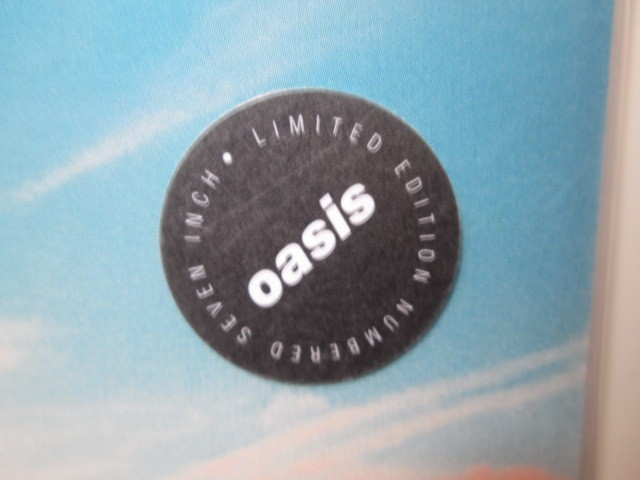 LIMITED EDITION NUMBERED SEVEN INCH •
oasis